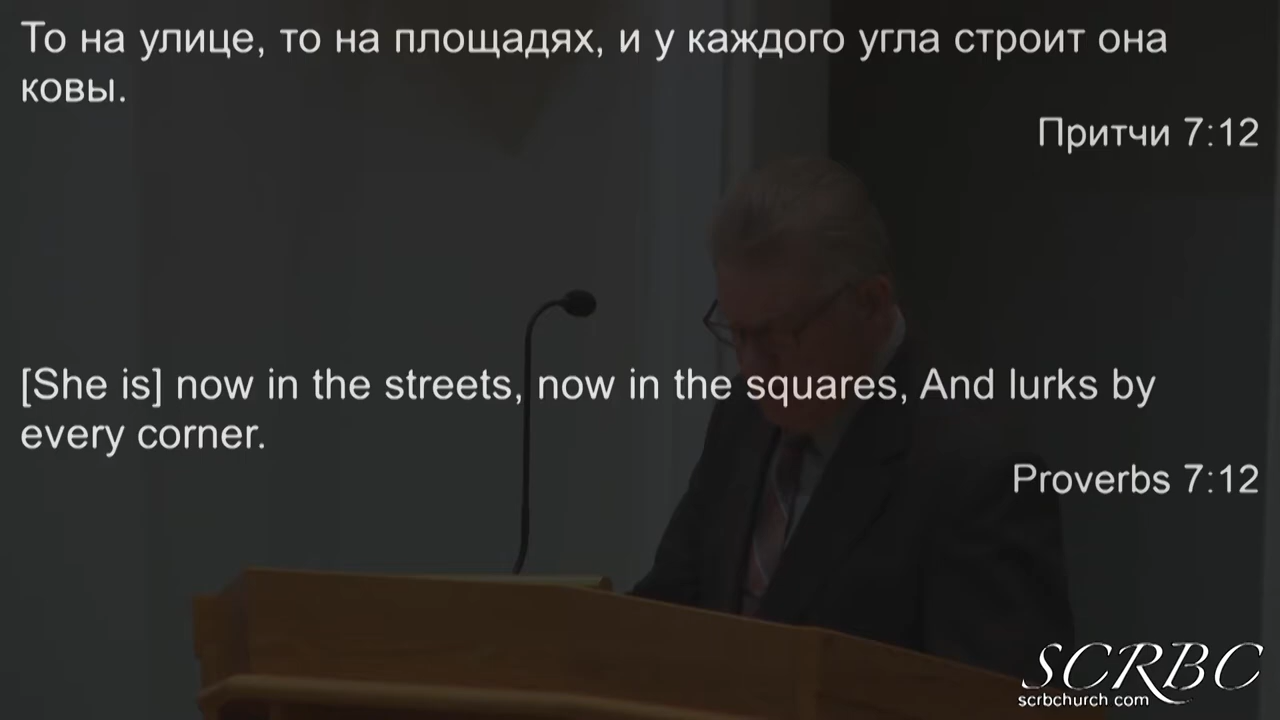 То на улице, то на площадях, и у каждого угла строит она
ковы.
Притчи 7:12
[She is] now in the streets, now in the squares, And lurks by
every corner.
Proverbs 7:12
SCRBC
scrbchurch com